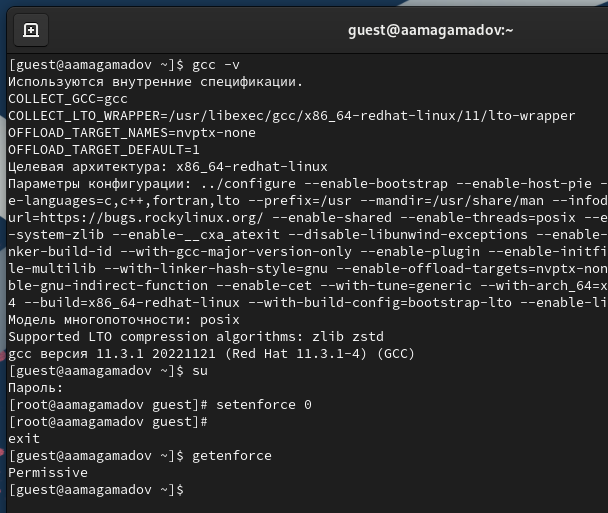 guest@aamagamadov:~
[guest@aamagamadov ~]$ gcc -v
Используются внутренние спецификации.
COLLECT_GCC=gcc
COLLECT_LTO_WRAPPER=/usr/libexec/gcc/x86_64-redhat-linux/11/lto-wrapper
OFFLOAD_TARGET_NAMES=nvptx-none
OFFLOAD_TARGET_DEFAULT=1
Целевая архитектура: x86_64-redhat-linux
Параметры конфигурации: ../configure --enable-bootstrap --enable-host-pie -
e-languages=c,c++,fortran,lto --prefix=/usr --mandir=/usr/share/man --infod
url=https://bugs.rockylinux.org/ --enable-shared --enable-threads=posix --e
-system-zlib --enable-__cxa_atexit --disable-libunwind-exceptions --enable-
nker-build-id --with-gcc-major-version-only --enable-plugin --enable-initfi
le-multilib --with-linker-hash-style=gnu --enable-offload-targets=nvptx-non
ble-gnu-indirect-function --enable-cet --with-tune=generic --with-arch_64=x
4 --build=x86_64-redhat-linux --with-build-config=bootstrap-lto --enable-li
Модель многопоточности: posix
Supported LTO compression algorithms: zlib zstd
gcc версия 11.3.1 20221121 (Red Hat 11.3.1-4) (GCC)
[guest@aamagamadov ~]$ su
Пароль:
[root@aamagamadov guest]# setenforce 0
[root@aamagamadov guest]#
exit
[guest@aamagamadov ~]$ getenforce
Permissive
[guest@aamagamadov ~]$